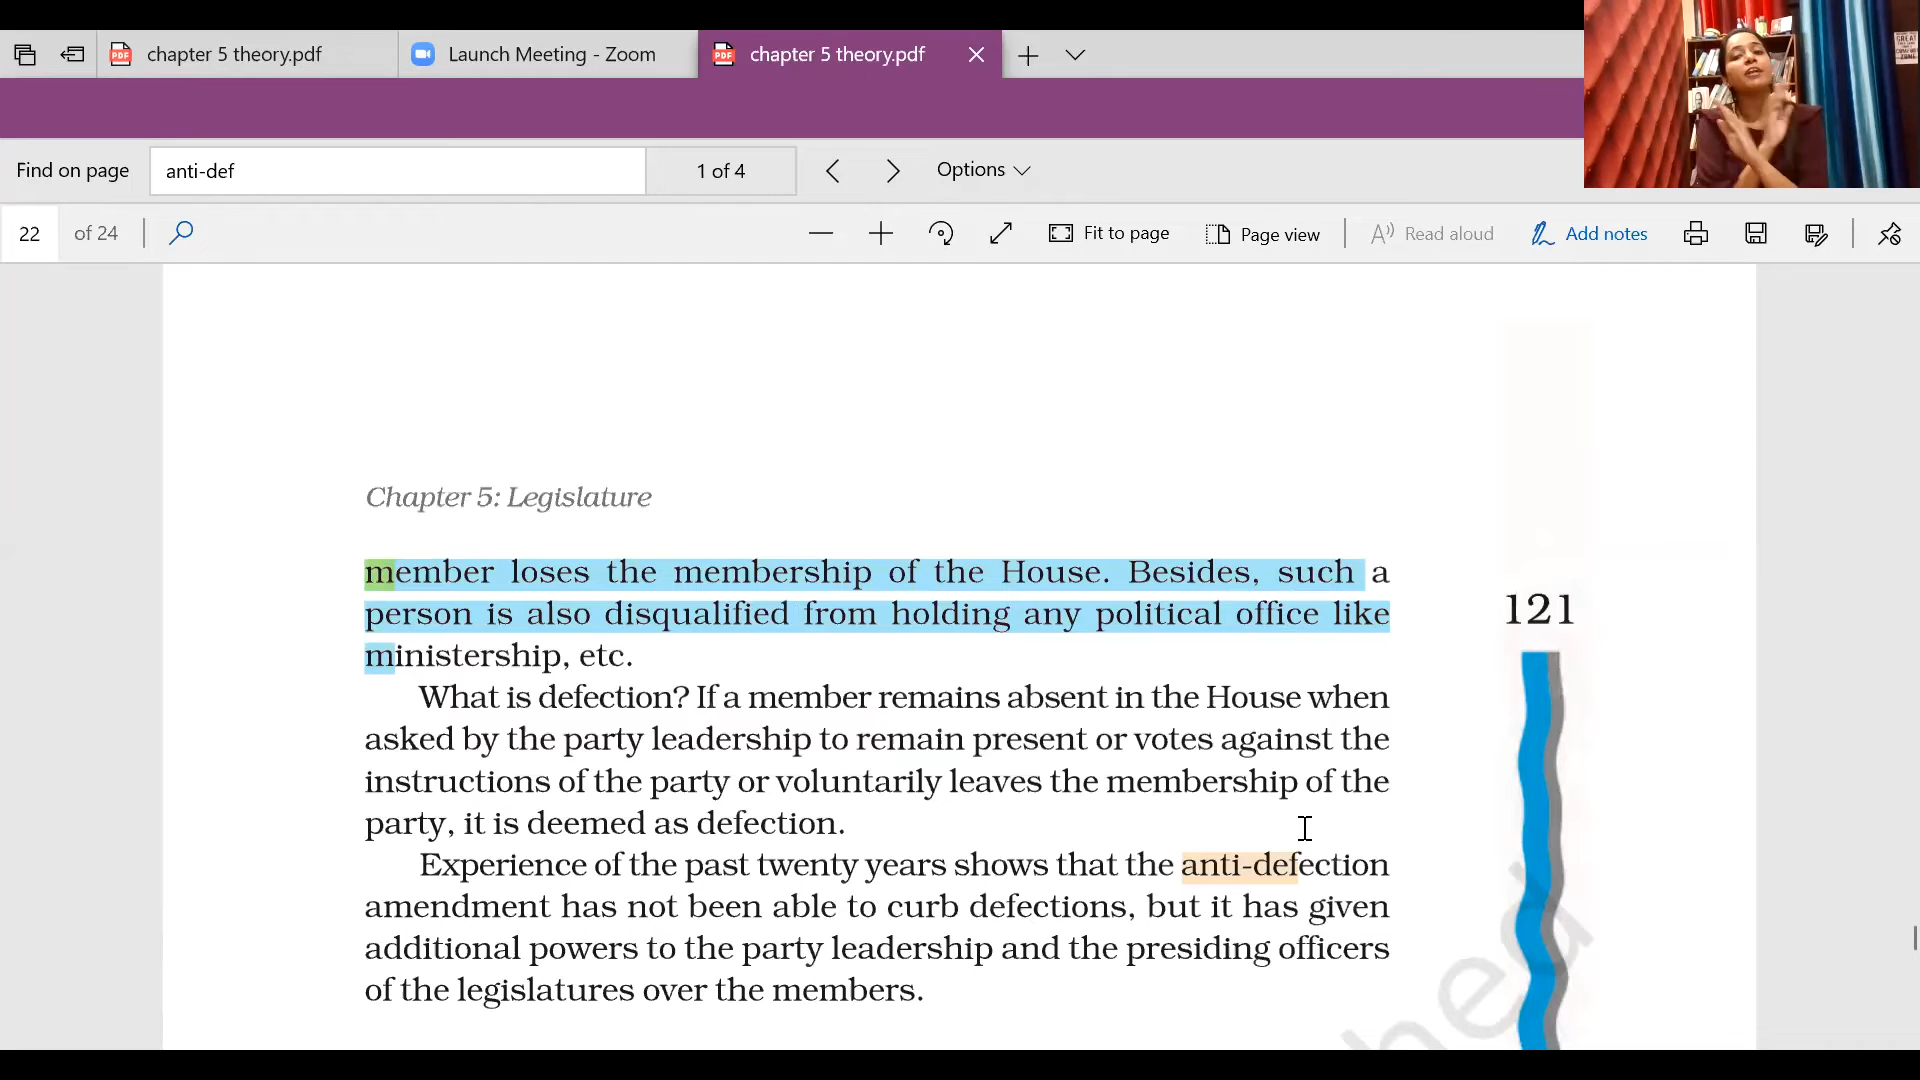 chapter 5 theory.pdf
Launch Meeting - Zoom
chapter 5 theory.pdf
Find on page
anti-def
1 of 4
Options
22
of 24
Fit to page
Page view
Read aloud
Add notes
Chapter 5: Legislature
member loses the membership of the House. Besides, such a
person is also disqualified from holding any political office like
ministership, etc.
What is defection? If a member remains absent in the House when
asked by the party leadership to remain present or votes against the
instructions of the party or voluntarily leaves the membership of the
party, it is deemed as defection.
Experience of the past twenty years shows that the anti-defection
amendment has not been able to curb defections, but it has given
additional powers to the party leadership and the presiding officers
of the legislatures over the members.
121
hed